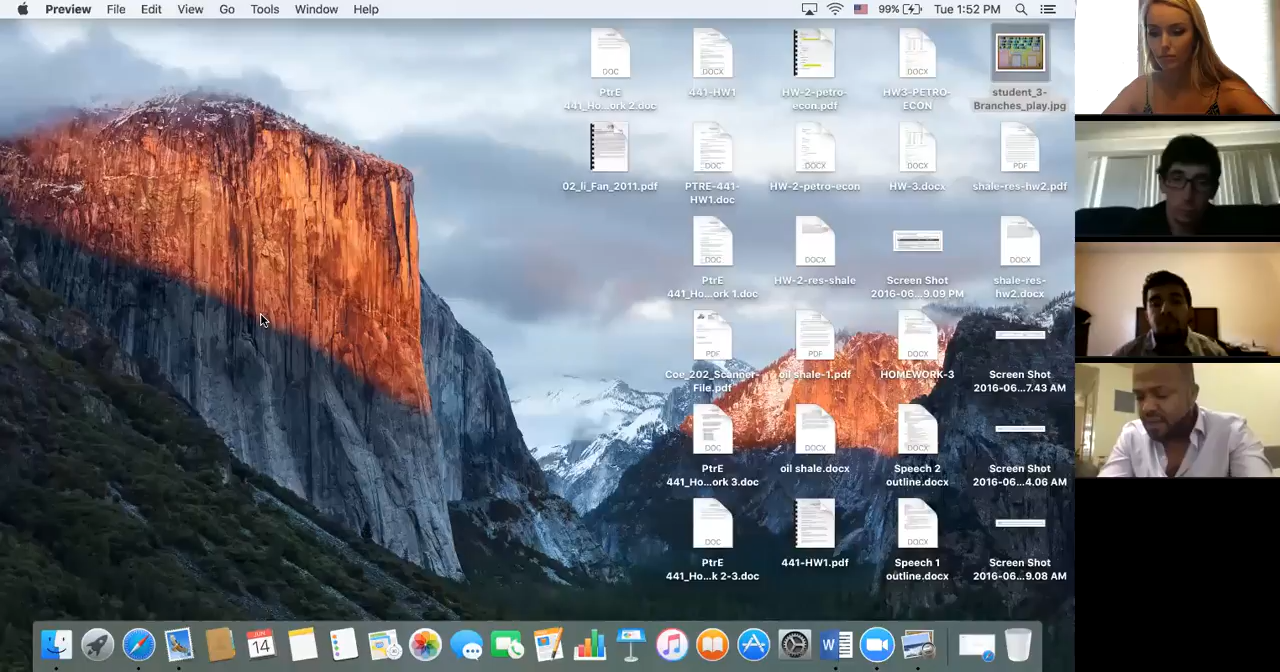 Preview File Edit View Go Tools Window Help 99% Tue 1:52 PM
DOC
PtrE
441_Ho...ork 2.doc
DOCX
441-HW1
HW-2-petro-
econ.pdf
DOCX
HW3-PETRO-
ECON
student_3-
Branches_play.jpg
02_li_Fan_2011.pdf
DOC
PTRE-441-
HW1.doc
DOCX
HW-2-petro-econ
DOCX
HW-3.docx
PDF
shale-res-hw2.pdf
DOC
PtrE
441_Ho...ork 1.doc
DOCX
HW-2-res-shale
Screen Shot
2016-06...9.09 PM
DOCX
shale-res-
hw2.docx
PDF
Coe_202_Scanner-
File.pdf
PDF
oil shale-1.pdf
DOCX
HOMEWORK-3
Screen Shot
2016-06...7.43 AM
DOC
PtrE
441_Ho...ork 3.doc
DOCX
oil shale.docx
DOCX
Speech 2
outline.docx
Screen Shot
2016-06...4.06 AM
DOC
PtrE
441_Ho...k 2-3.doc
441-HW1.pdf
DOCX
Speech 1
outline.docx
Screen Shot
2016-06...9.08 AM
JUN
14
W